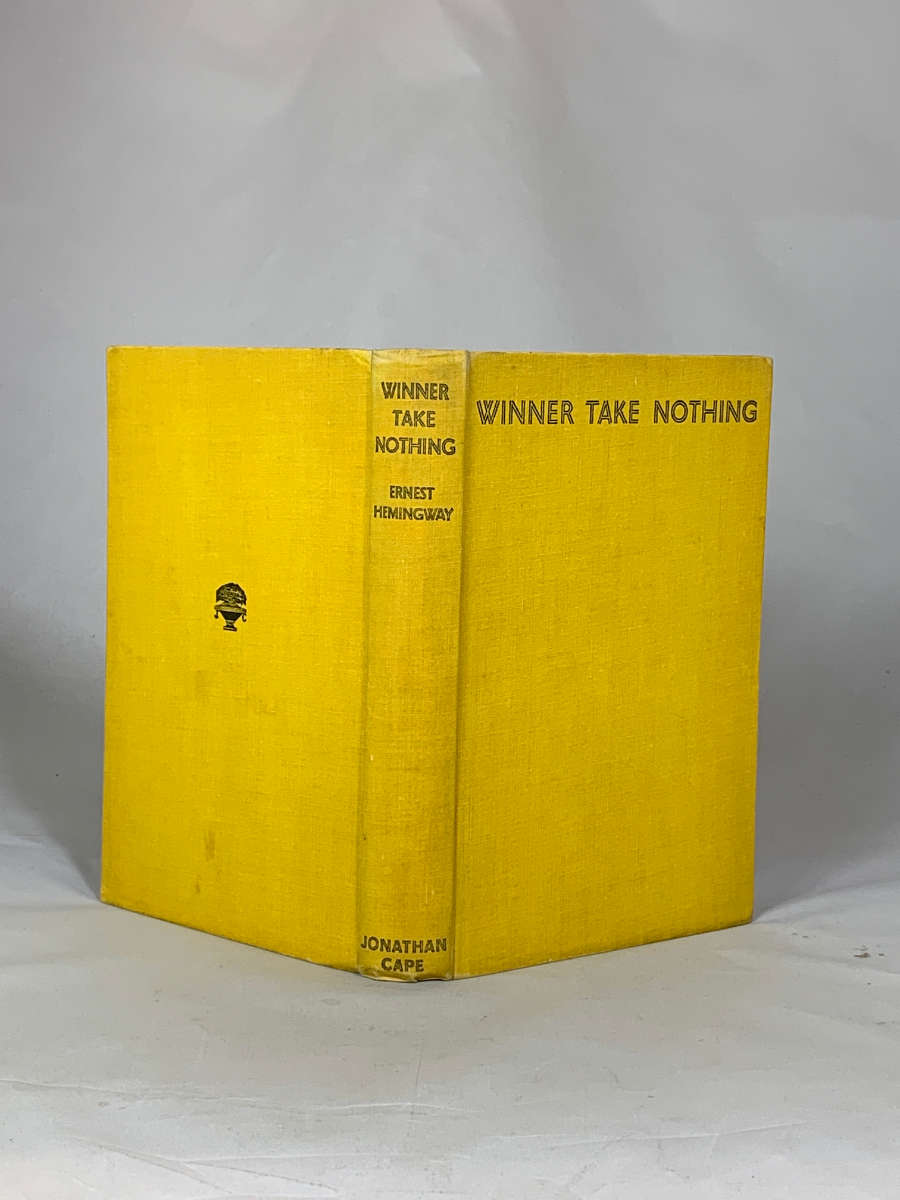 WINNER
TAKE
NOTHING
ERNEST
HEMINGWAY
JONATHAN
CAPE
WINNER TAKE NOTHING